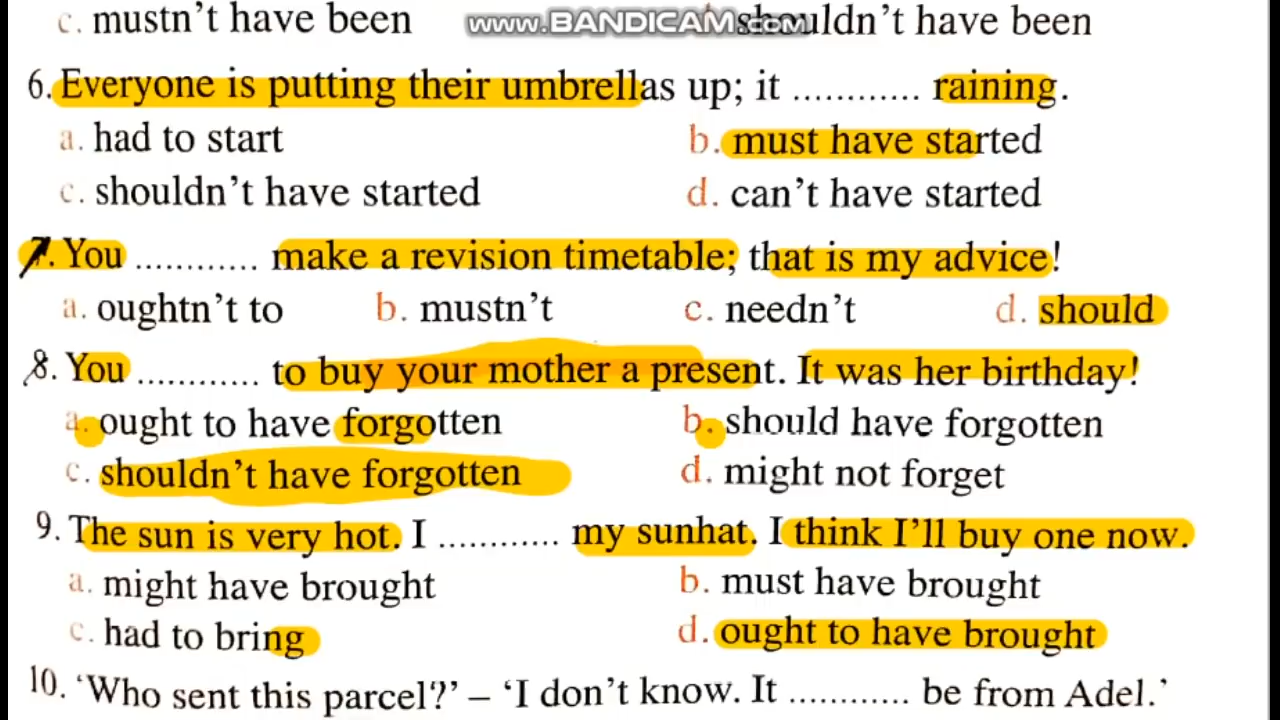 c. mustn't have been
www.BANDICAM.com
shouldn't have been
6. Everyone is putting their umbrellas up; it ............ raining.
a. had to start
b. must have started
c. shouldn't have started
d. can't have started
7. You ............ make a revision timetable; that is my advice!
a. oughtn't to b. mustn't c. needn't d. should
8. You ............ to buy your mother a present. It was her birthday!
a. ought to have forgotten
b. should have forgotten
c. shouldn't have forgotten
d. might not forget
9. The sun is very hot. I ............ my sunhat. I think I'll buy one now.
a. might have brought
b. must have brought
c. had to bring
d. ought to have brought
10. 'Who sent this parcel?' – 'I don't know. It ............ be from Adel.'